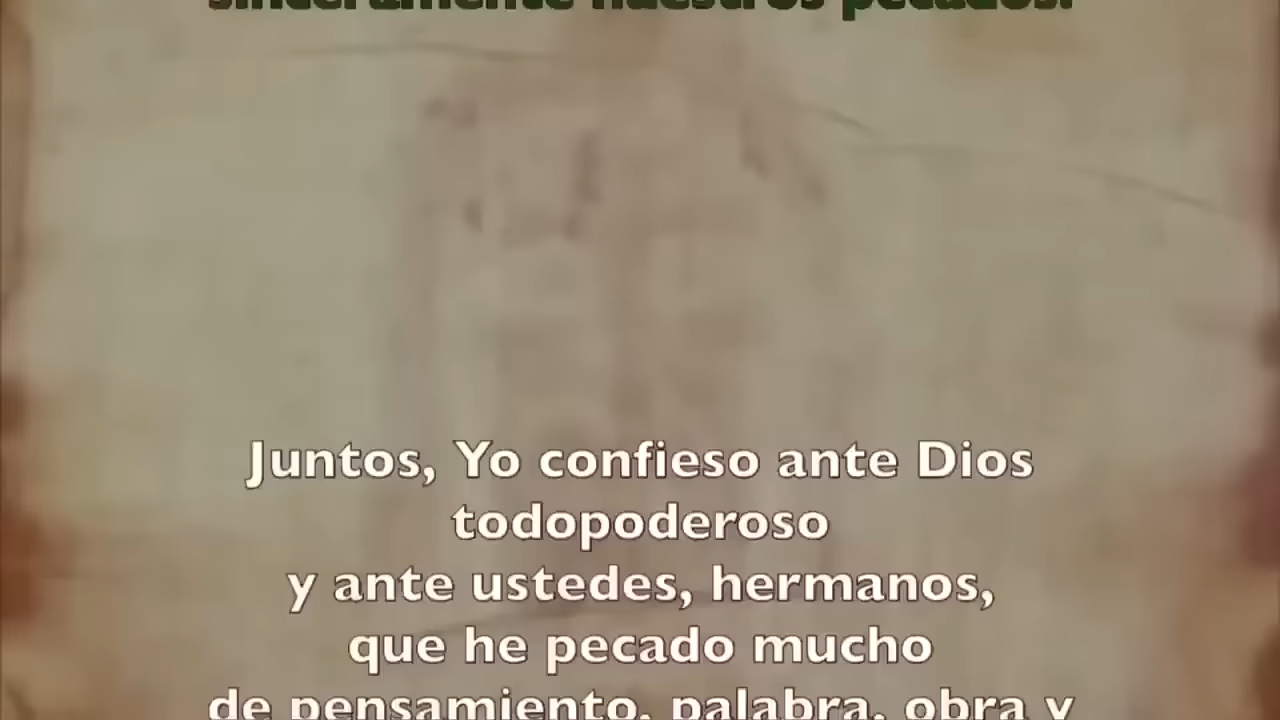 sinceramente nuestros pecados.
Juntos, Yo confieso ante Dios
todopoderoso
y ante ustedes, hermanos,
que he pecado mucho
de pensamiento, palabra, obra y